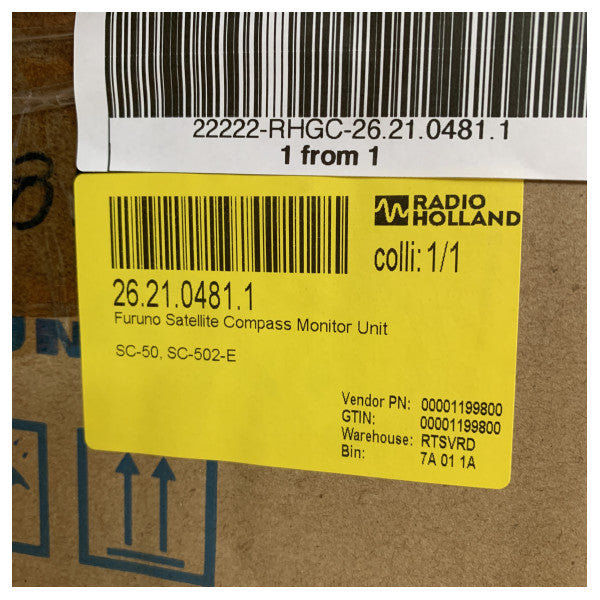 22222-RHGC-26.21.0481.1
1 from 1
RADIO
HOLLAND
colli: 1/1
26.21.0481.1
Furuno Satellite Compass Monitor Unit
SC-50, SC-502-E
Vendor PN: 00001199800
GTIN: 00001199800
Warehouse: RTSVRD
Bin: 7A 01 1A
UN